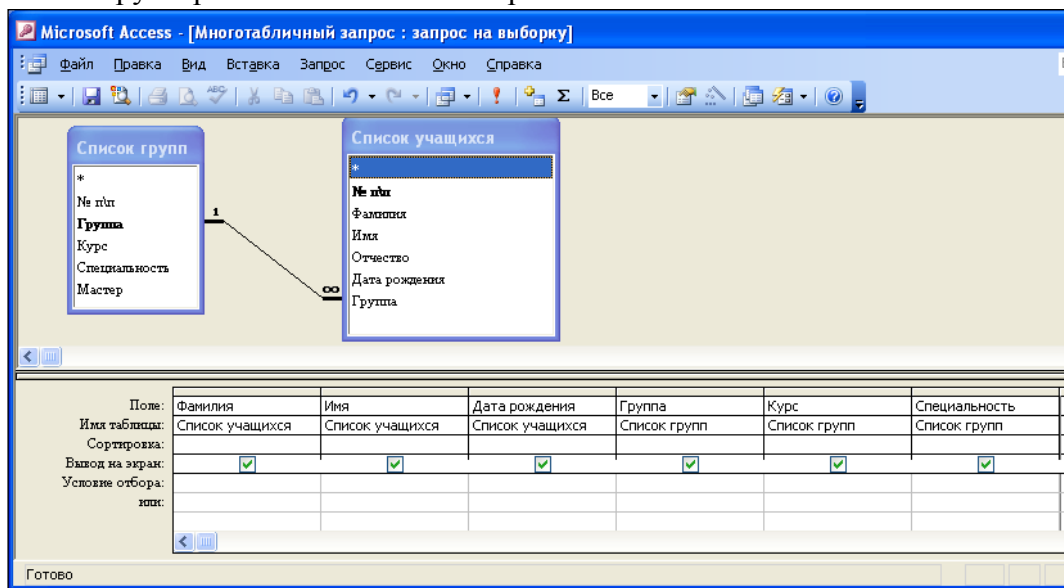 Microsoft Access - [Многотабличный запрос : запрос на выборку]
Файл Правка Вид Вставка Запрос Сервис Окно Справка
Все
Список групп
*
№ п\п
Группа
Курс
Специальность
Мастер
1
∞
Список учащихся
*
№ п\п
Фамилия
Имя
Отчество
Дата рождения
Группа
Поле: Фамилия Имя Дата рождения Группа Курс Специальность
Имя таблицы: Список учащихся Список учащихся Список учащихся Список групп Список групп Список групп
Сортировка:
Вывод на экран:
Условие отбора:
или:
Готово